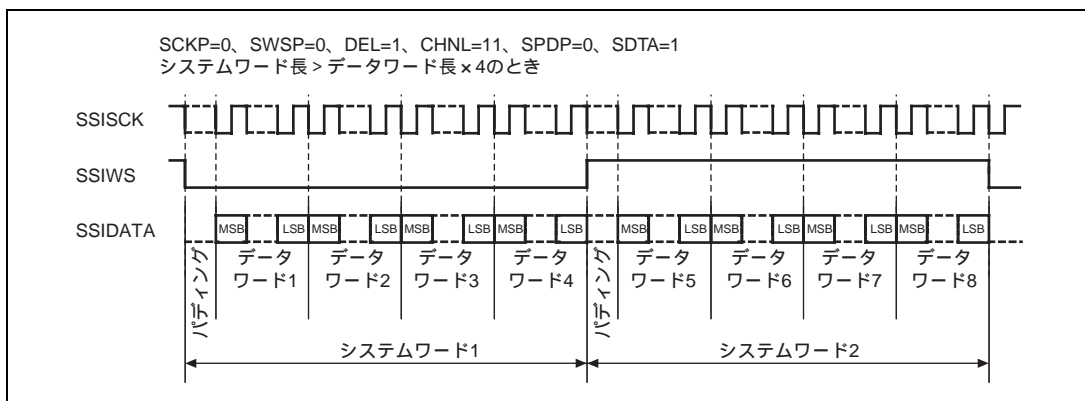 SCKP=0、SWSP=0、DEL=1、CHNL=11、SPDP=0、SDTA=1
システムワード長 > データワード長×4のとき
SSISCK
SSIWS
SSIDATA
MSB LSB MSB LSB MSB LSB MSB LSB MSB LSB MSB LSB MSB LSB MSB LSB
パディング
データ
ワード1
データ
ワード2
データ
ワード3
データ
ワード4
パディング
データ
ワード5
データ
ワード6
データ
ワード7
データ
ワード8
システムワード1
システムワード2